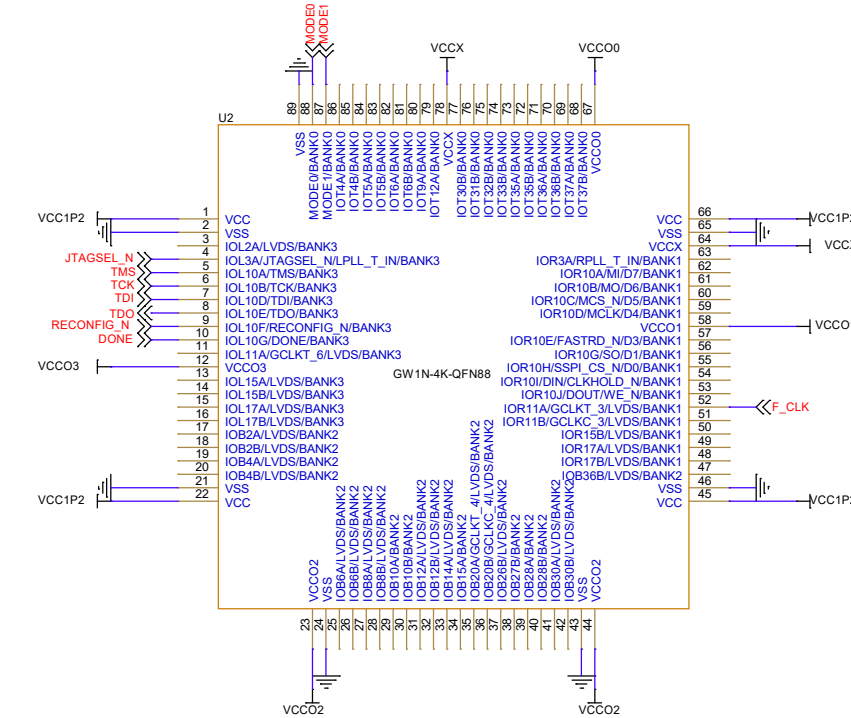 MODE0
MODE1
VCCX
VCCO0
89
88
87
86
85
84
83
82
81
80
79
78
77
76
75
74
73
72
71
70
69
68
67
U2
VSS
MODE0/BANK0
MODE1/BANK0
IOT4A/BANK0
IOT4B/BANK0
IOT5A/BANK0
IOT5B/BANK0
IOT6A/BANK0
IOT6B/BANK0
IOT9A/BANK0
IOT12A/BANK0
VCCX
IOT30B/BANK0
IOT31B/BANK0
IOT32B/BANK0
IOT33B/BANK0
IOT35A/BANK0
IOT35B/BANK0
IOT36A/BANK0
IOT36B/BANK0
IOT37A/BANK0
IOT37B/BANK0
VCCO0
VCC1P2
1 VCC
2 VSS
3 IOL2A/LVDS/BANK3
JTAGSEL_N 4 IOL3A/JTAGSEL_N/LPLL_T_IN/BANK3
TMS 5 IOL10A/TMS/BANK3
TCK 6 IOL10B/TCK/BANK3
TDI 7 IOL10D/TDI/BANK3
TDO 8 IOL10E/TDO/BANK3
RECONFIG_N 9 IOL10F/RECONFIG_N/BANK3
DONE 10 IOL10G/DONE/BANK3
11 IOL11A/GCLKT_6/LVDS/BANK3
VCCO3 12 VCCO3
13 IOL15A/LVDS/BANK3
14 IOL15B/LVDS/BANK3
15 IOL17A/LVDS/BANK3
16 IOL17B/LVDS/BANK3
17 IOB2A/LVDS/BANK2
18 IOB2B/LVDS/BANK2
19 IOB4A/LVDS/BANK2
20 IOB4B/LVDS/BANK2
21 VSS
VCC1P2 22 VCC
GW1N-4K-QFN88
VCC 66 VCC1P2
VSS 65
VCCX 64 VCCX
IOR3A/RPLL_T_IN/BANK1 63
IOR10A/MI/D7/BANK1 62
IOR10B/MO/D6/BANK1 61
IOR10C/MCS_N/D5/BANK1 60
IOR10D/MCLK/D4/BANK1 59
VCCO1 58 VCCO
IOR10E/FASTRD_N/D3/BANK1 57
IOR10G/SO/D1/BANK1 56
IOR10H/SSPI_CS_N/D0/BANK1 55
IOR10I/DIN/CLKHOLD_N/BANK1 54
IOR10J/DOUT/WE_N/BANK1 53
IOR11A/GCLKT_3/LVDS/BANK1 52 F_CLK
IOR11B/GCLKC_3/LVDS/BANK1 51
IOR15B/LVDS/BANK1 50
IOR17A/LVDS/BANK1 49
IOR17B/LVDS/BANK1 48
IOB36B/LVDS/BANK2 47
VSS 46
VCC 45 VCC1P2
VCCO2
VSS
IOB6A/LVDS/BANK2
IOB6B/LVDS/BANK2
IOB8A/LVDS/BANK2
IOB8B/LVDS/BANK2
IOB10A/BANK2
IOB10B/BANK2
IOB12A/LVDS/BANK2
IOB12B/LVDS/BANK2
IOB14A/LVDS/BANK2
IOB15A/BANK2
IOB20A/GCLKT_4/LVDS/BANK2
IOB20B/GCLKC_4/LVDS/BANK2
IOB26B/LVDS/BANK2
IOB27B/BANK2
IOB28A/BANK2
IOB28B/BANK2
IOB30A/LVDS/BANK2
IOB30B/LVDS/BANK2
VSS
VCCO2
23
24
25
26
27
28
29
30
31
32
33
34
35
36
37
38
39
40
41
42
43
44
VCCO2
VCCO2